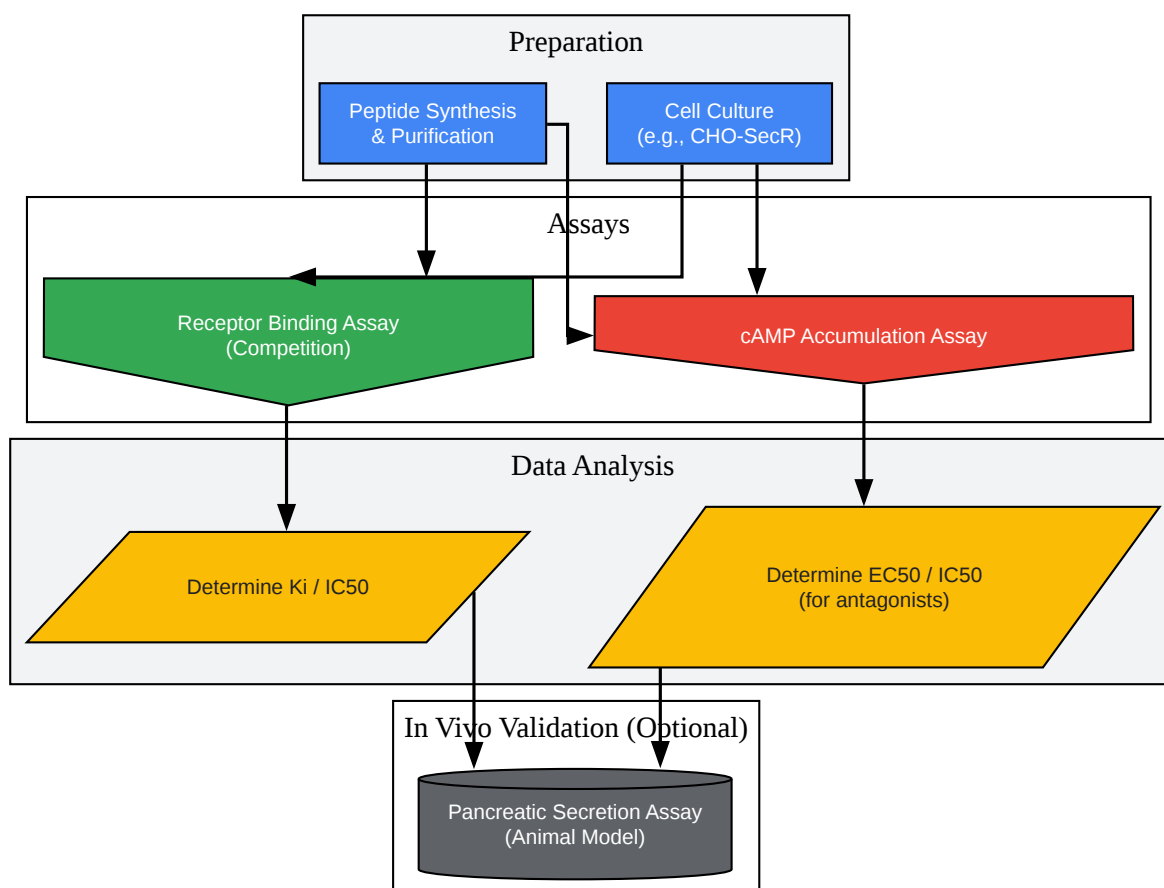 Preparation
Peptide Synthesis
& Purification
Cell Culture
(e.g., CHO-SecR)
Assays
Receptor Binding Assay
(Competition)
cAMP Accumulation Assay
Data Analysis
Determine Ki / IC50
Determine EC50 / IC50
(for antagonists)
In Vivo Validation (Optional)
Pancreatic Secretion Assay
(Animal Model)